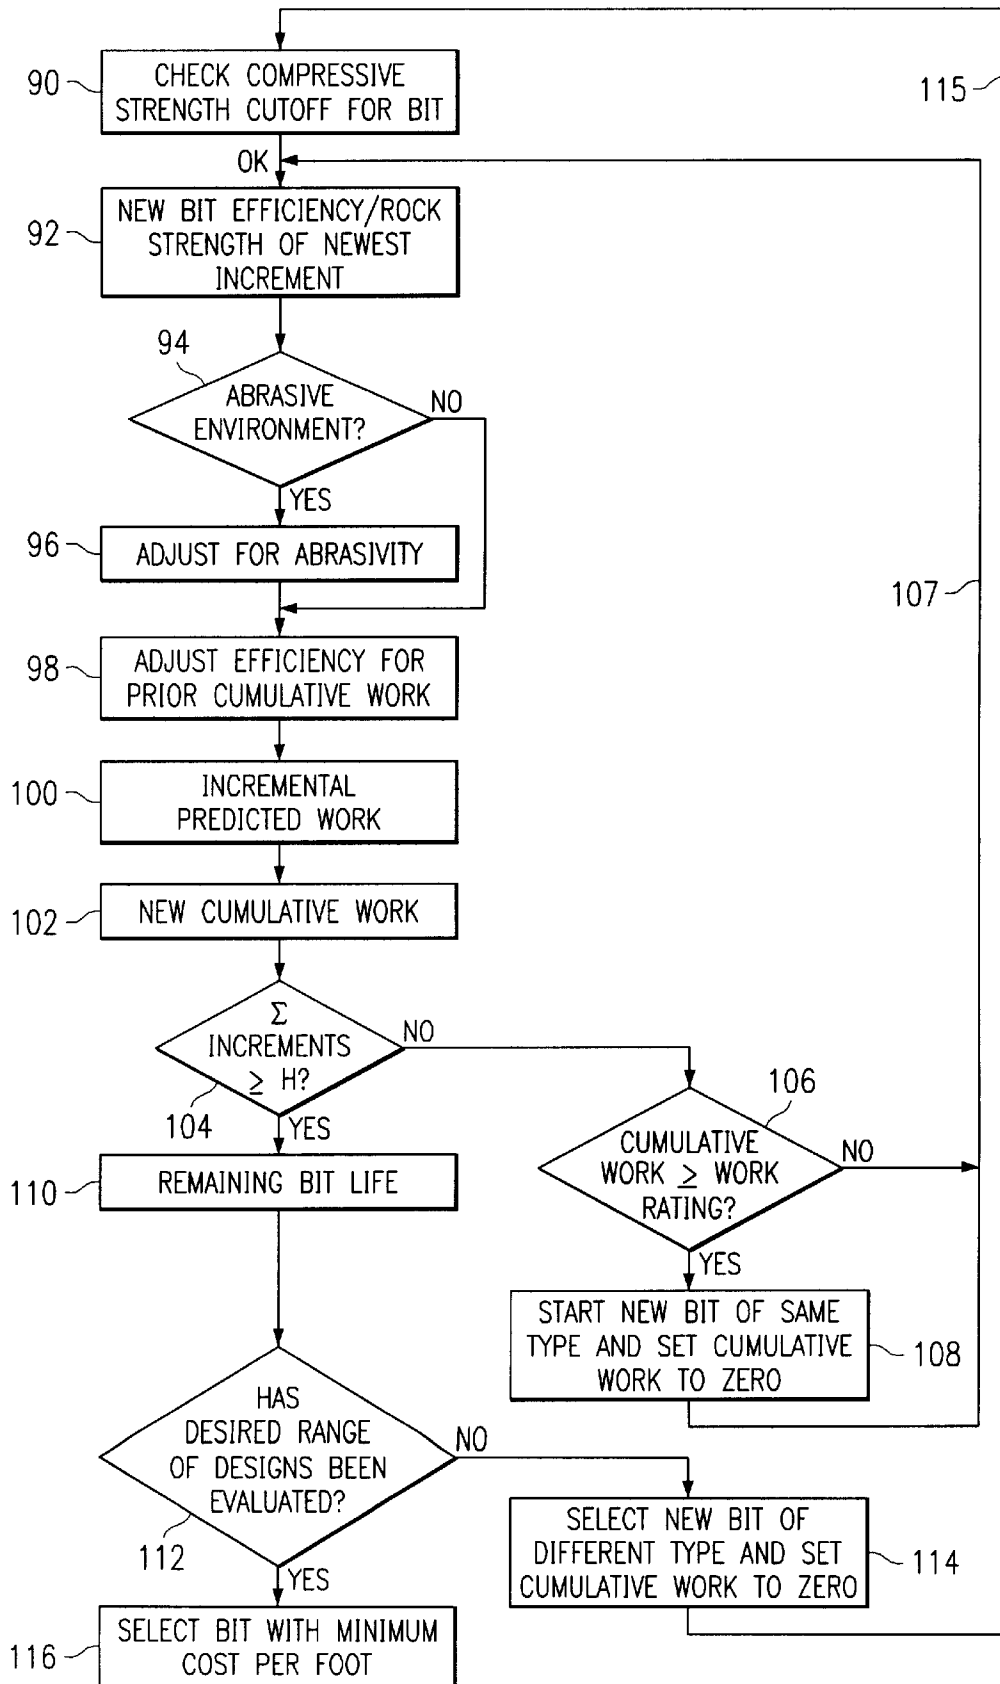 90
CHECK COMPRESSIVE
STRENGTH CUTOFF FOR BIT
115
OK
92
NEW BIT EFFICIENCY/ROCK
STRENGTH OF NEWEST
INCREMENT
94
ABRASIVE
ENVIRONMENT?
NO
YES
96
ADJUST FOR ABRASIVITY
107
98
ADJUST EFFICIENCY FOR
PRIOR CUMULATIVE WORK
100
INCREMENTAL
PREDICTED WORK
102
NEW CUMULATIVE WORK
Σ
INCREMENTS
≥ H?
NO
104
YES
106
CUMULATIVE
WORK ≥ WORK
RATING?
NO
YES
110
REMAINING BIT LIFE
START NEW BIT OF SAME
TYPE AND SET CUMULATIVE
WORK TO ZERO
108
HAS
DESIRED RANGE
OF DESIGNS BEEN
EVALUATED?
NO
112
YES
SELECT NEW BIT OF
DIFFERENT TYPE AND SET
CUMULATIVE WORK TO ZERO
114
116
SELECT BIT WITH MINIMUM
COST PER FOOT